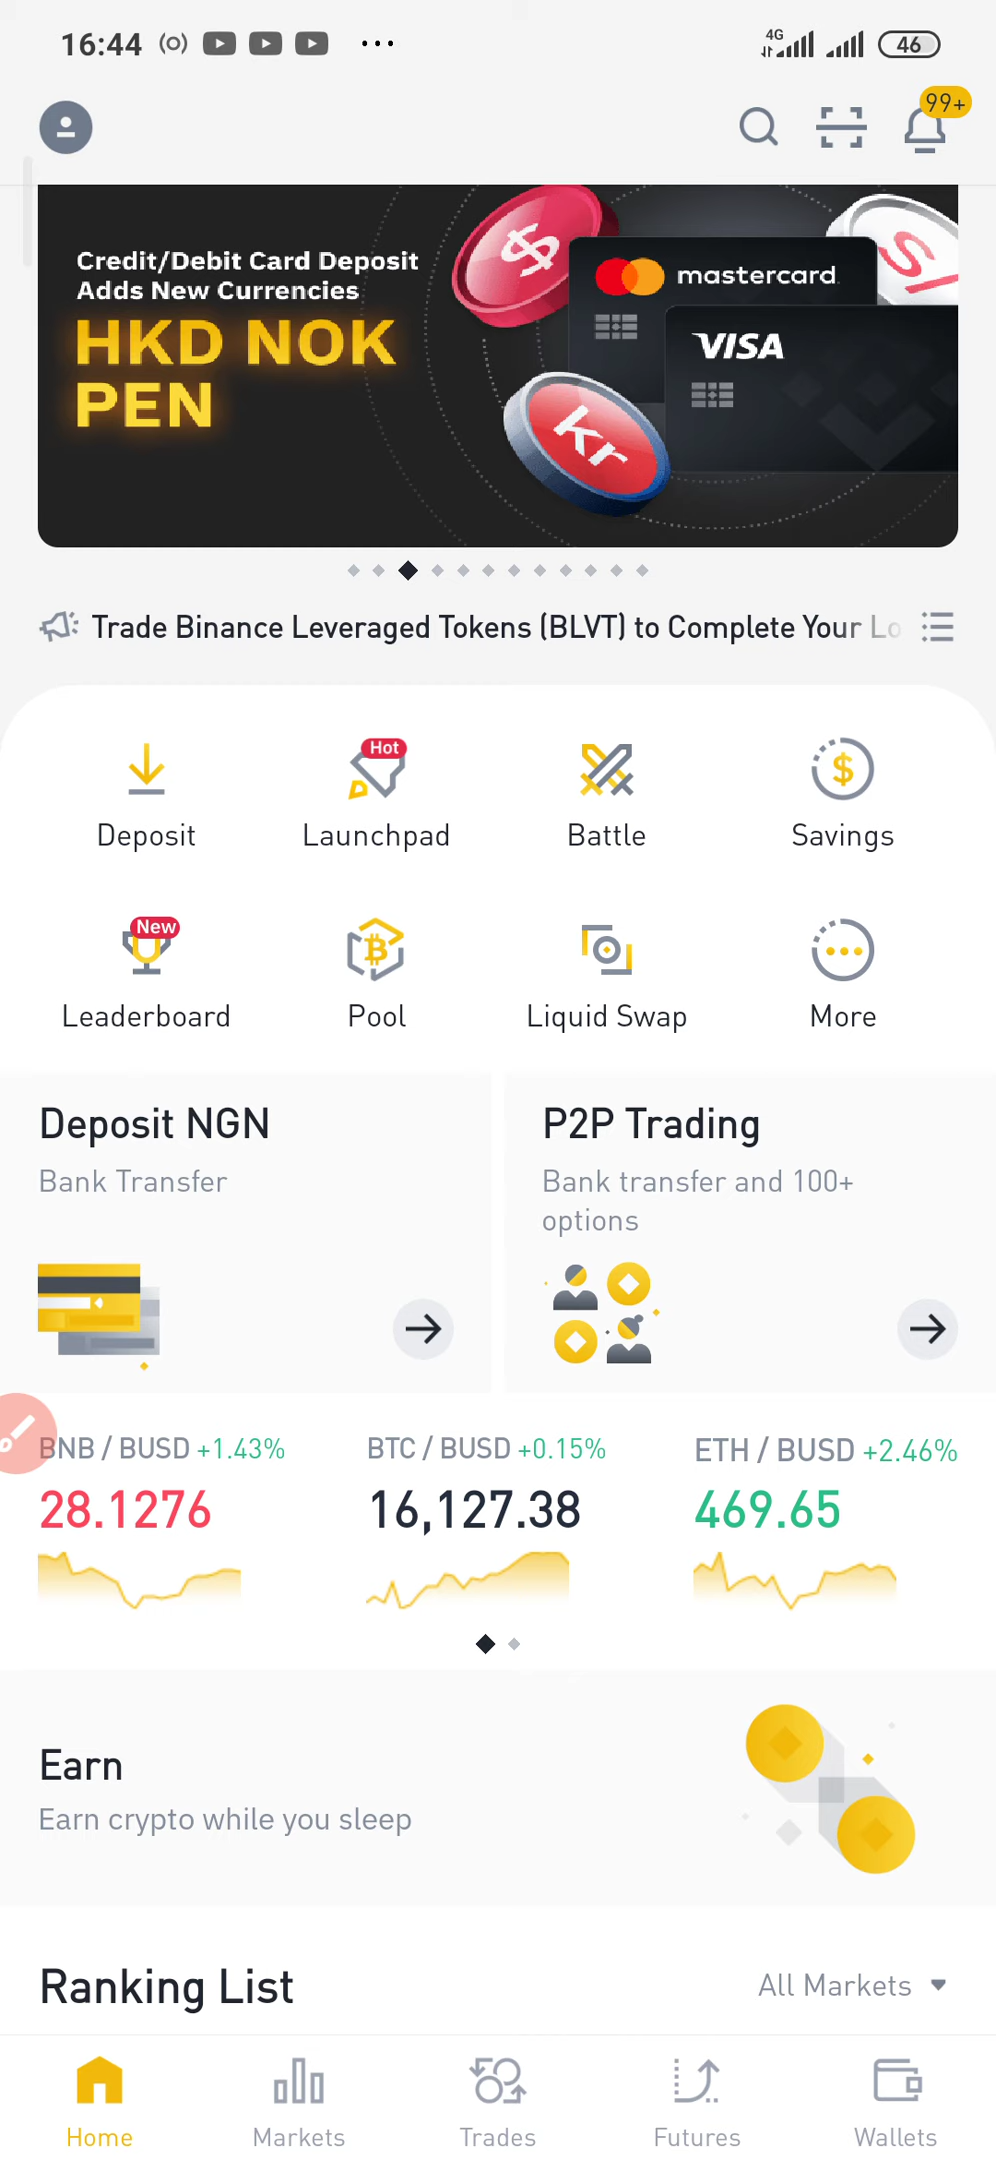 16:44 4G 46
99+
Credit/Debit Card Deposit
Adds New Currencies
HKD NOK
PEN
$
mastercard
S/
VISA
kr
Trade Binance Leveraged Tokens (BLVT) to Complete Your Lo
Hot
$
Deposit Launchpad Battle Savings
New
Leaderboard Pool Liquid Swap More
Deposit NGN
Bank Transfer
P2P Trading
Bank transfer and 100+
options
BNB / BUSD +1.43% BTC / BUSD +0.15% ETH / BUSD +2.46%
28.1276 16,127.38 469.65
Earn
Earn crypto while you sleep
Ranking List All Markets
Home Markets Trades Futures Wallets